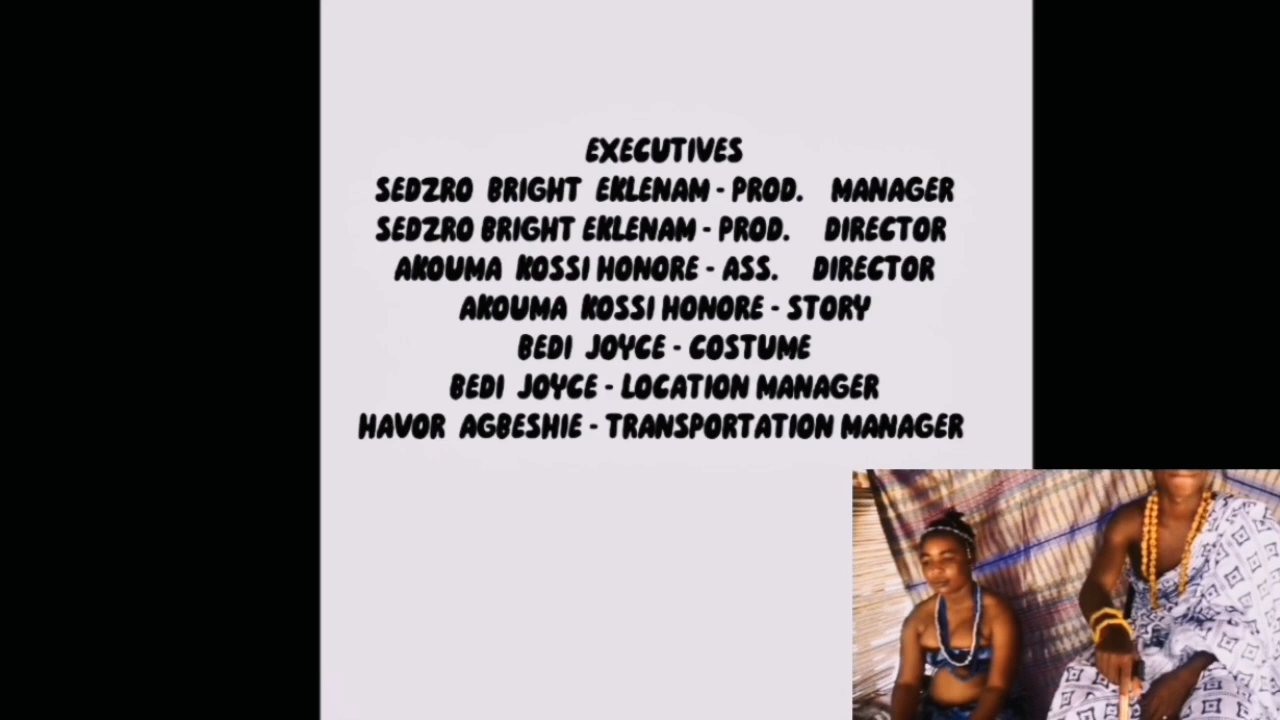 EXECUTIVES
SEDZRO BRIGHT EKLENAM - PROD. MANAGER
SEDZRO BRIGHT EKLENAM - PROD. DIRECTOR
AKOUMA KOSSI HONORE - ASS. DIRECTOR
AKOUMA KOSSI HONORE - STORY
BEDI JOYCE - COSTUME
BEDI JOYCE - LOCATION MANAGER
HAVOR AGBESHIE - TRANSPORTATION MANAGER